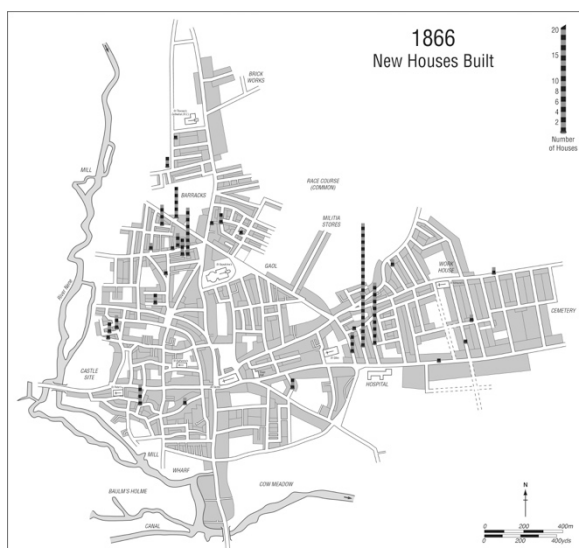 1866
New Houses Built
20
15
10
8
6
4
2
Number
of Houses
BRICK
WORKS
MILL
RACE COURSE
(COMMON)
BARRACKS
MILITIA
STORES
GAOL
WORK
HOUSE
River Nene
CEMETERY
CASTLE
SITE
HOSPITAL
MILL
WHARF
BAULM'S HOLME
COW MEADOW
CANAL
N
0 200 400m
0 200 400yds